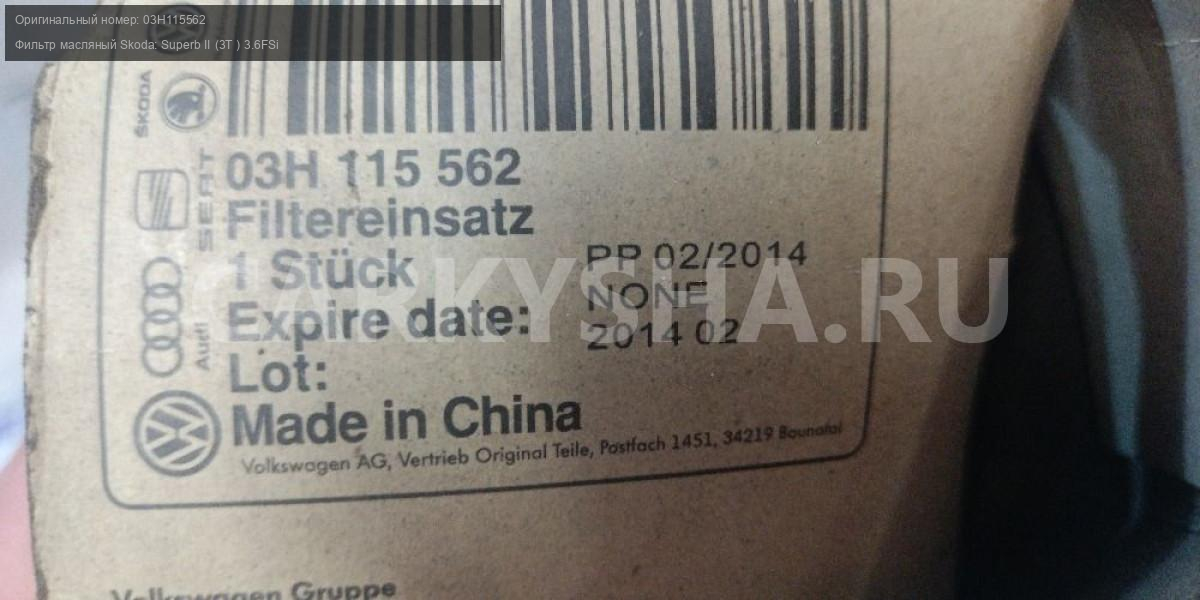 Оригинальный номер: 03H115562
Фильтр масляный Skoda: Superb II (3T ) 3.6FSi
ŠKODA
03H 115 562
SEAT
Filtereinsatz
1 Stück
PR 02/2014
CARKYSHA.RU
NONE
Expire date:
2014 02
Audi
Lot:
Made in China
Volkswagen AG, Vertrieb Original Teile, Postfach 1451, 34219 Baunatal
Volkswagen Gruppe